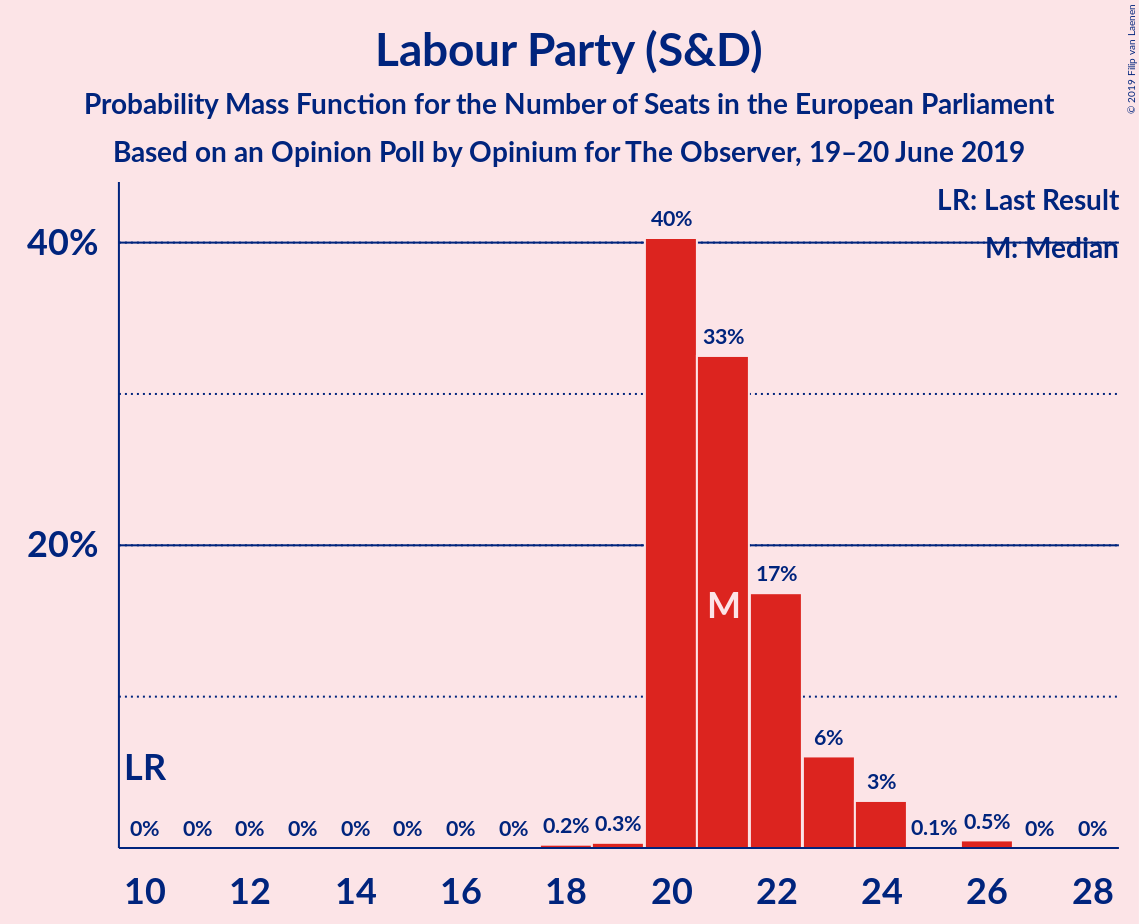 © 2019 Filip van Laenen
Labour Party (S&D)
Probability Mass Function for the Number of Seats in the European Parliament
Based on an Opinion Poll by Opinium for The Observer, 19–20 June 2019
LR: Last Result
M: Median
40%
20%
40%
33%
17%
6%
3%
M
LR
0% 0% 0% 0% 0% 0% 0% 0% 0.2% 0.3% 0.1% 0.5% 0% 0%
10 12 14 16 18 20 22 24 26 28